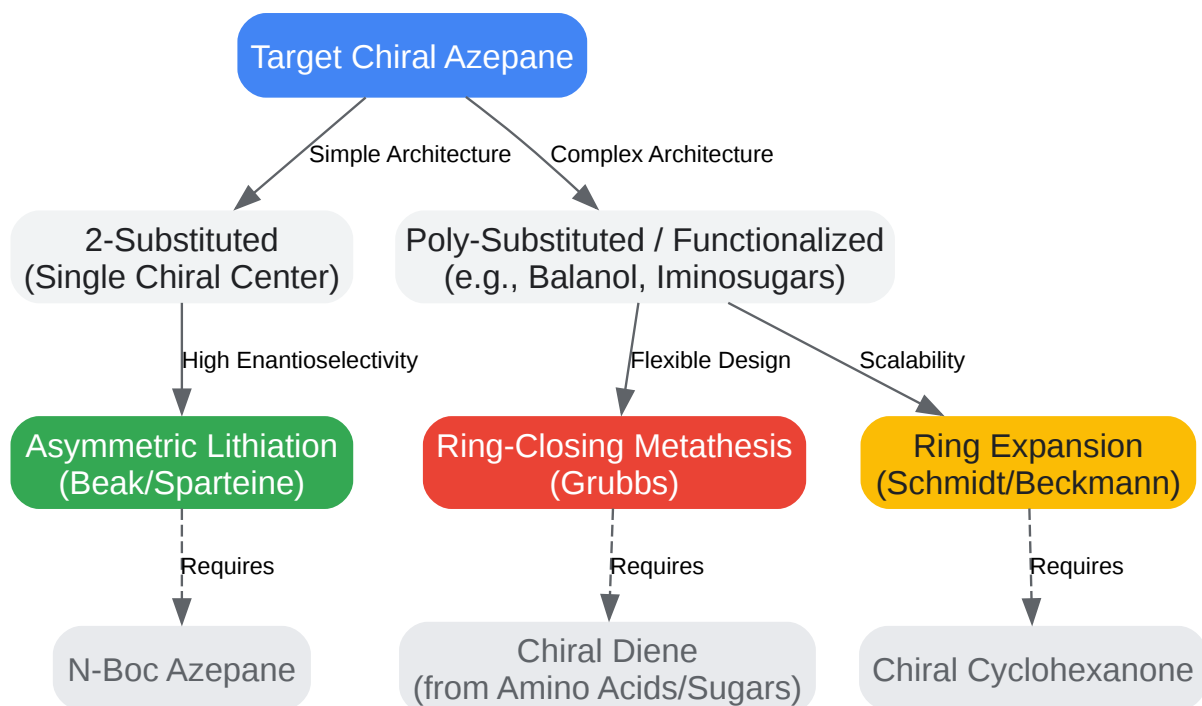 Target Chiral Azepane
Simple Architecture
Complex Architecture
2-Substituted
(Single Chiral Center)
Poly-Substituted / Functionalized
(e.g., Balanol, Iminosugars)
High Enantioselectivity
Flexible Design
Scalability
Asymmetric Lithiation
(Beak/Sparteine)
Ring-Closing Metathesis
(Grubbs)
Ring Expansion
(Schmidt/Beckmann)
Requires
Requires
Requires
N-Boc Azepane
Chiral Diene
(from Amino Acids/Sugars)
Chiral Cyclohexanone